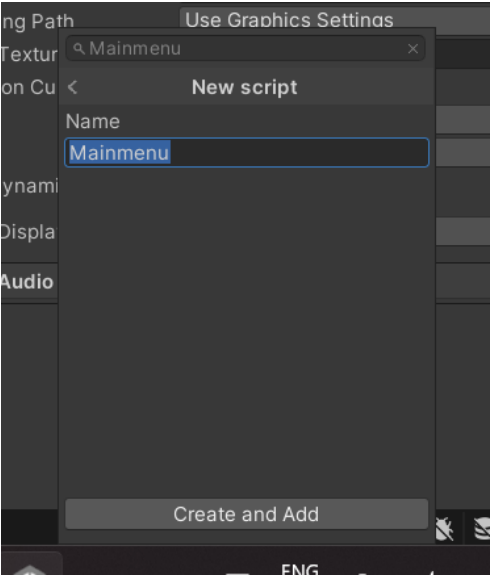 ng Path
Use Graphics Settings
Textur
Mainmenu
on Cu
New script
Name
Mainmenu
ynami
Displa
Audio
Create and Add
ENG